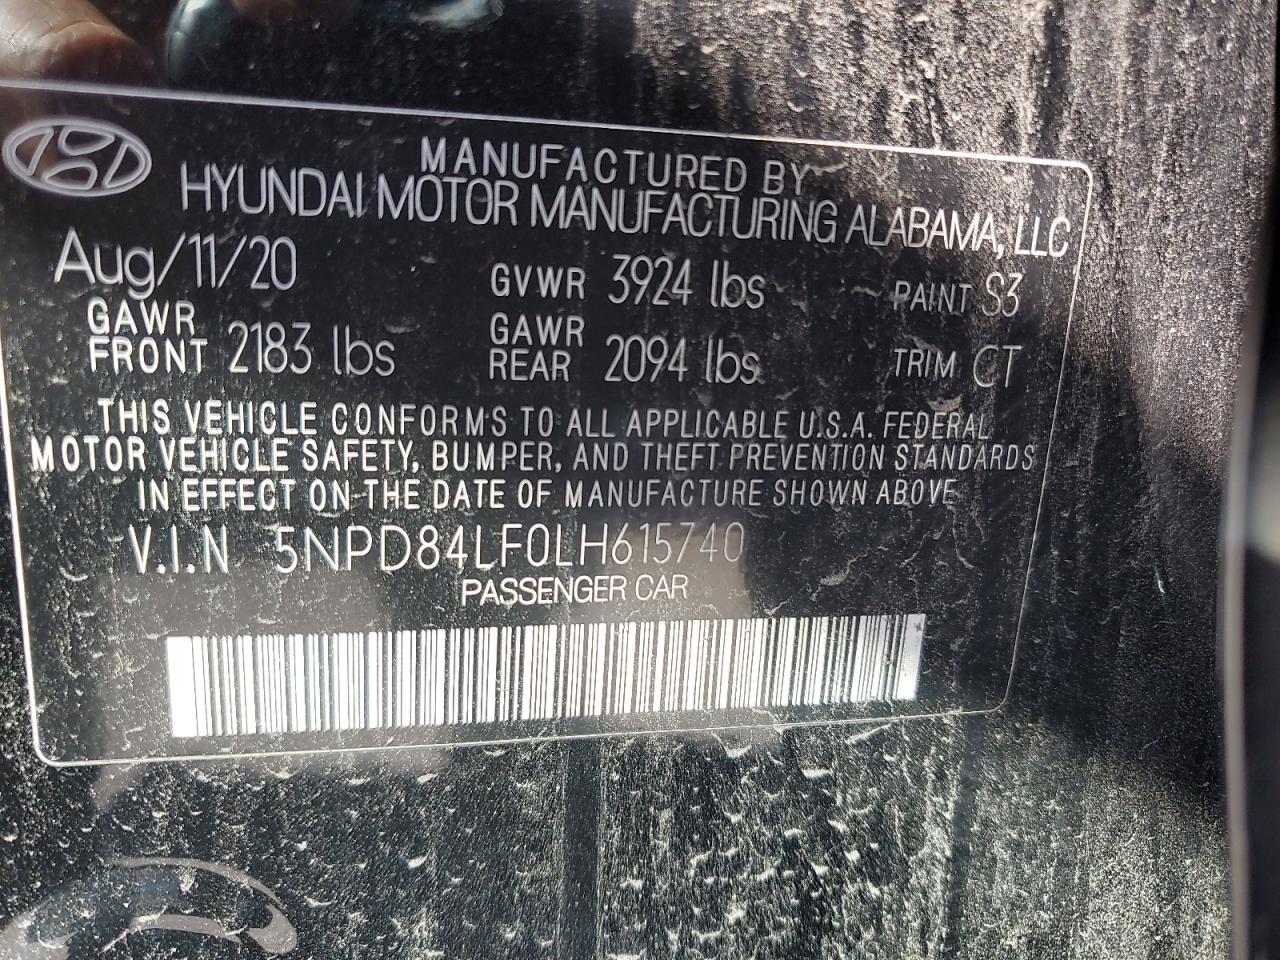 MANUFACTURED BY
HYUNDAI MOTOR MANUFACTURING ALABAMA, LLC
Aug/11/20 GVWR 3924 lbs PAINT S3
GAWR FRONT 2183 lbs GAWR REAR 2094 lbs TRIM CT
THIS VEHICLE CONFORMS TO ALL APPLICABLE U.S.A. FEDERAL
MOTOR VEHICLE SAFETY, BUMPER, AND THEFT PREVENTION STANDARDS
IN EFFECT ON THE DATE OF MANUFACTURE SHOWN ABOVE
V.I.N 5NPD84LF0LH615740
PASSENGER CAR